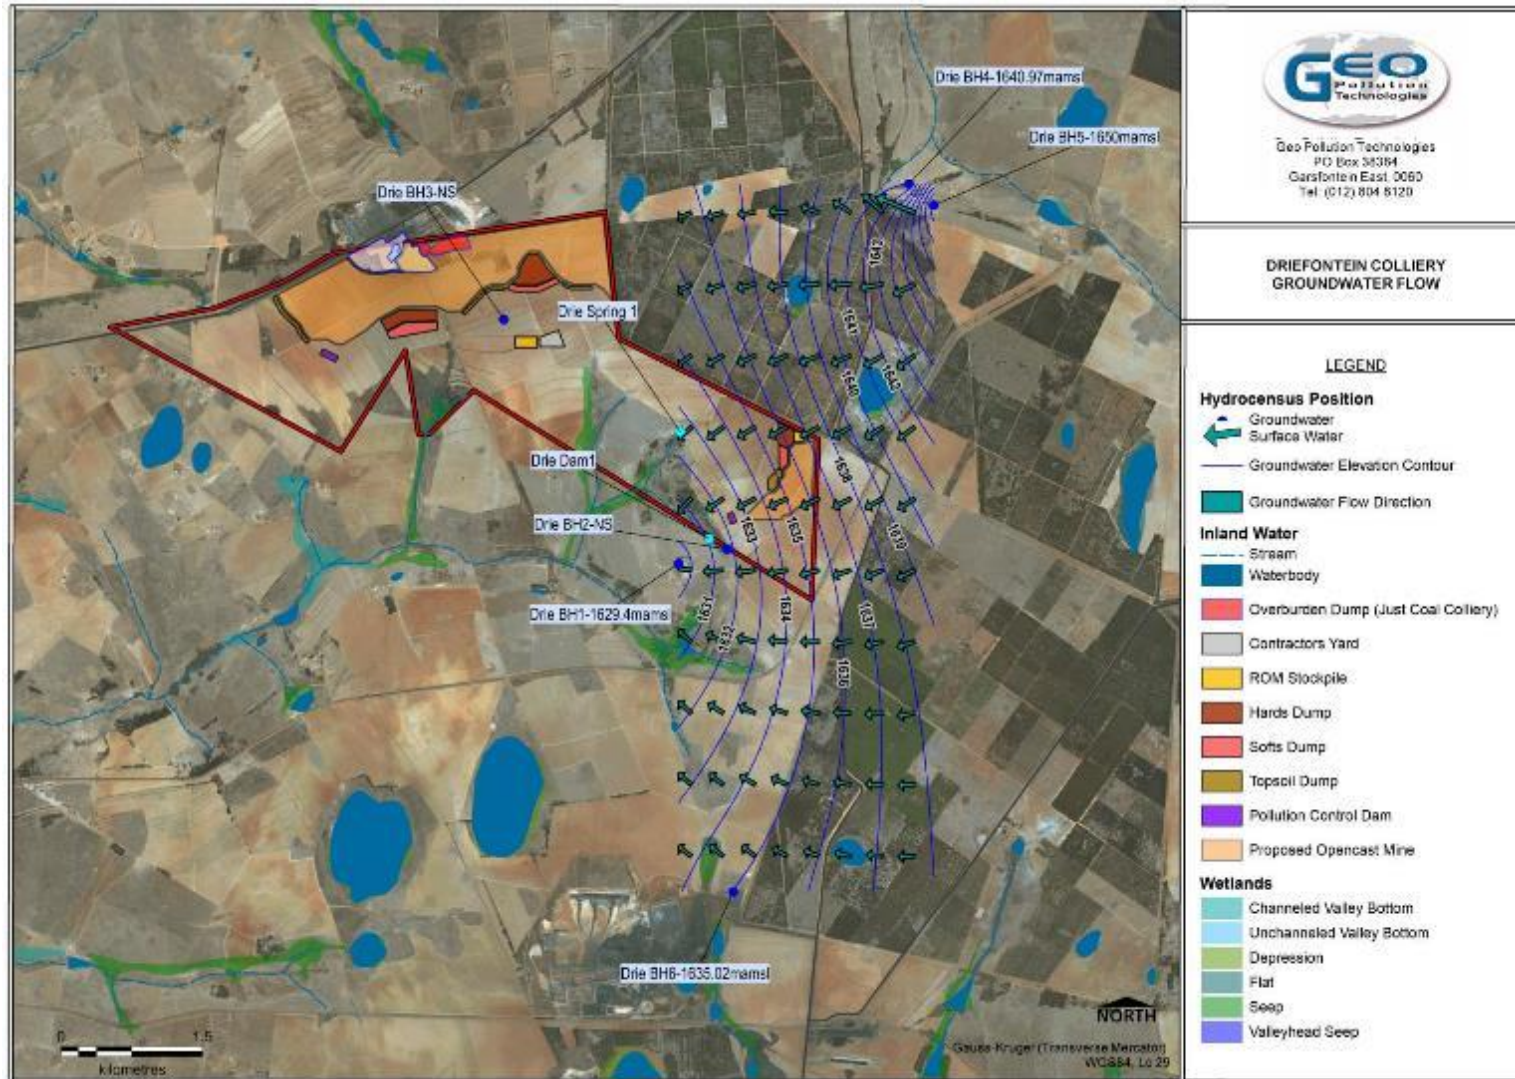 Drie BH4-1640.97mamsl
Drie BH5-1650mamsl
Drie BH3-NS
Drie Spring 1
Drie Dam1
Drie BH2-NS
Drie BH1-1629.4mams
Drie BH6-1635.02mamsl
1642
1641
1640
1643
1638
1639
1633
1635
1631
1632
1634
1637
1636
0
1.5
kilometres
NORTH
Gauss-Kruger (Transverse Mercator)
WGS84, Lo 29
GEO
Pollution
Technologies
Geo Pollution Technologies
PO Box 38384
Garsfontein East, 0060
Tel: (012) 804 8120
DRIEFONTEIN COLLIERY
GROUNDWATER FLOW
LEGEND
Hydrocensus Position
Groundwater
Surface Water
Groundwater Elevation Contour
Groundwater Flow Direction
Inland Water
Stream
Waterbody
Overburden Dump (Just Coal Colliery)
Contractors Yard
ROM Stockpile
Hards Dump
Softs Dump
Topsoil Dump
Pollution Control Dam
Proposed Opencast Mine
Wetlands
Channeled Valley Bottom
Unchanneled Valley Bottom
Depression
Flat
Seep
Valleyhead Seep